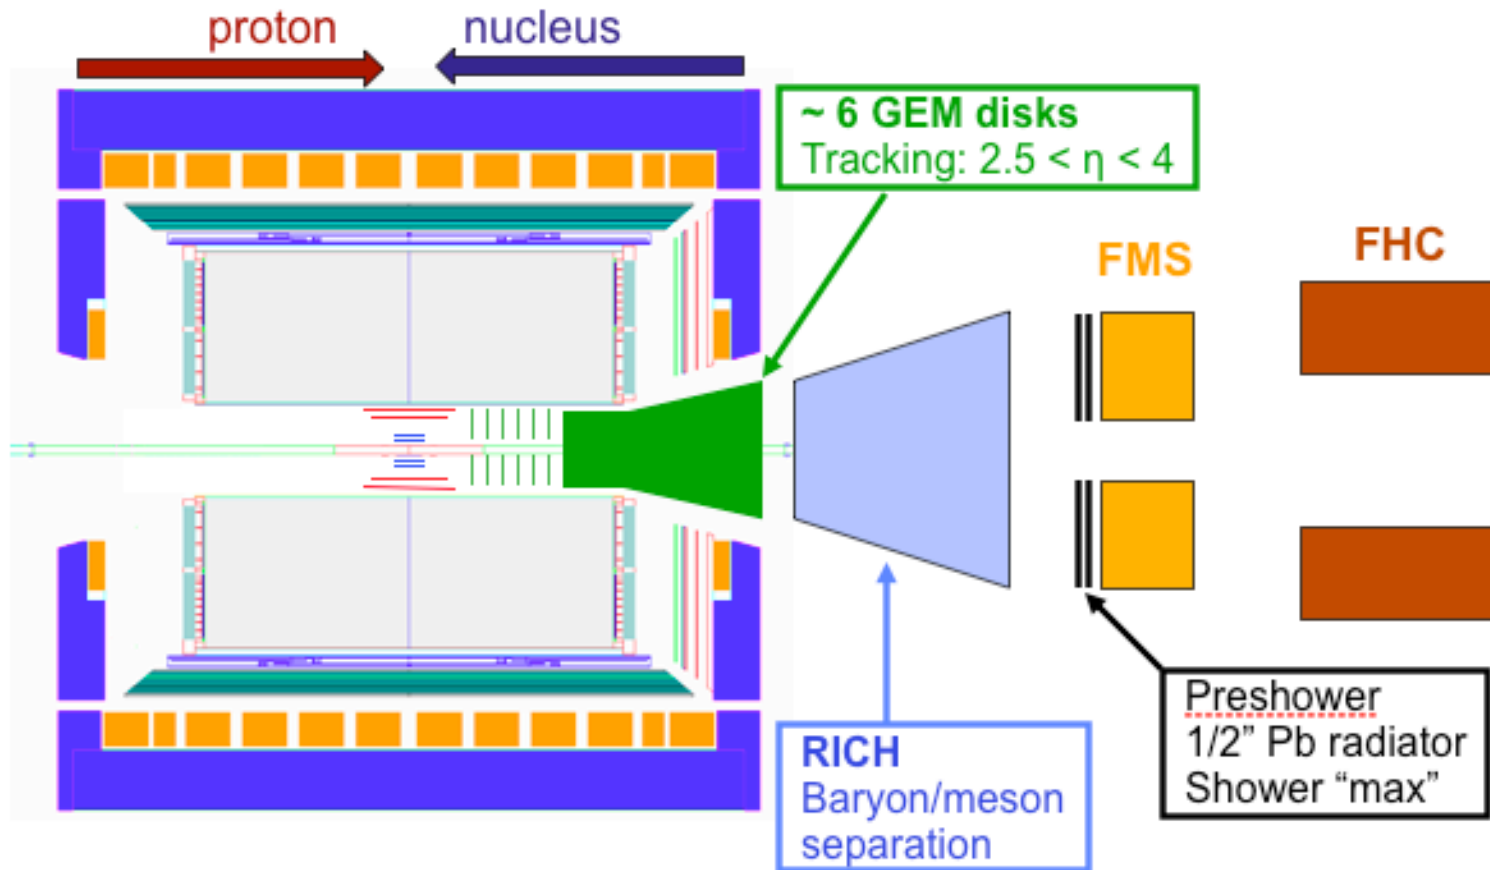 proton
nucleus
~ 6 GEM disks
Tracking: 2.5 < η < 4
FMS
FHC
RICH
Baryon/meson
separation
Preshower
1/2” Pb radiator
Shower “max”